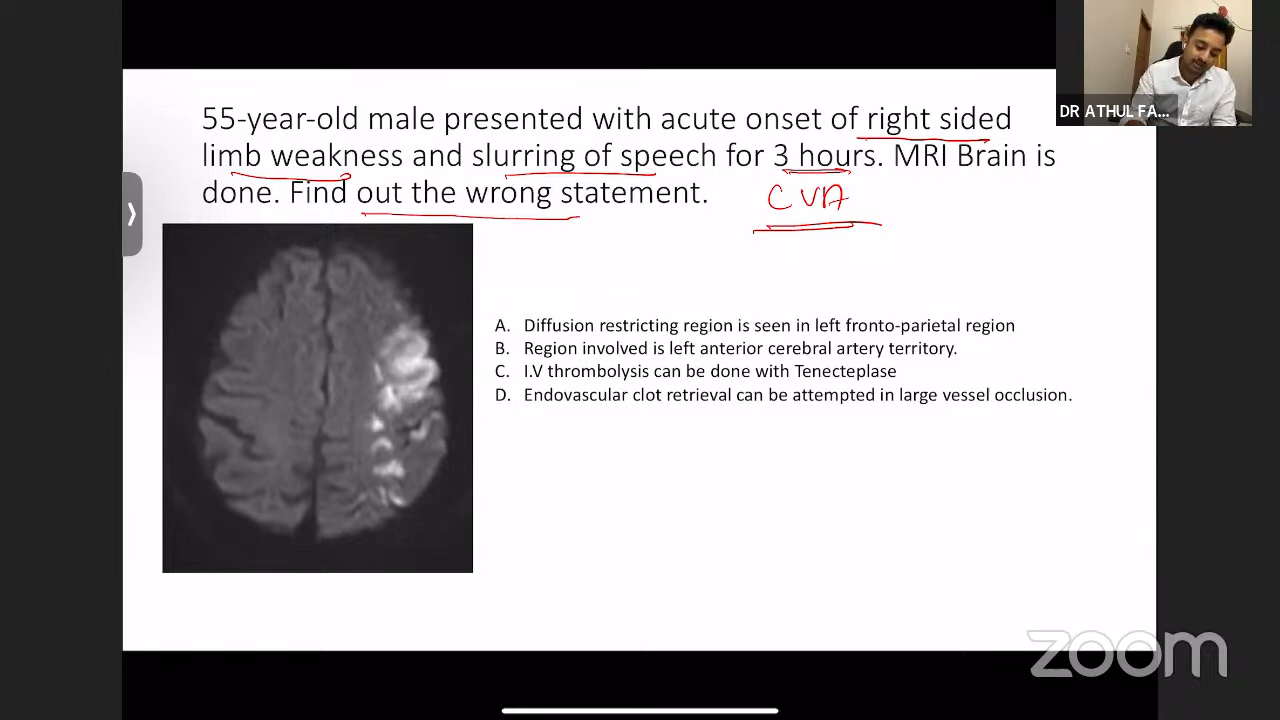 DR ATHUL FA...
55-year-old male presented with acute onset of right sided
limb weakness and slurring of speech for 3 hours. MRI Brain is
done. Find out the wrong statement.
CVA
A. Diffusion restricting region is seen in left fronto-parietal region
B. Region involved is left anterior cerebral artery territory.
C. I.V thrombolysis can be done with Tenecteplase
D. Endovascular clot retrieval can be attempted in large vessel occlusion.
zoom